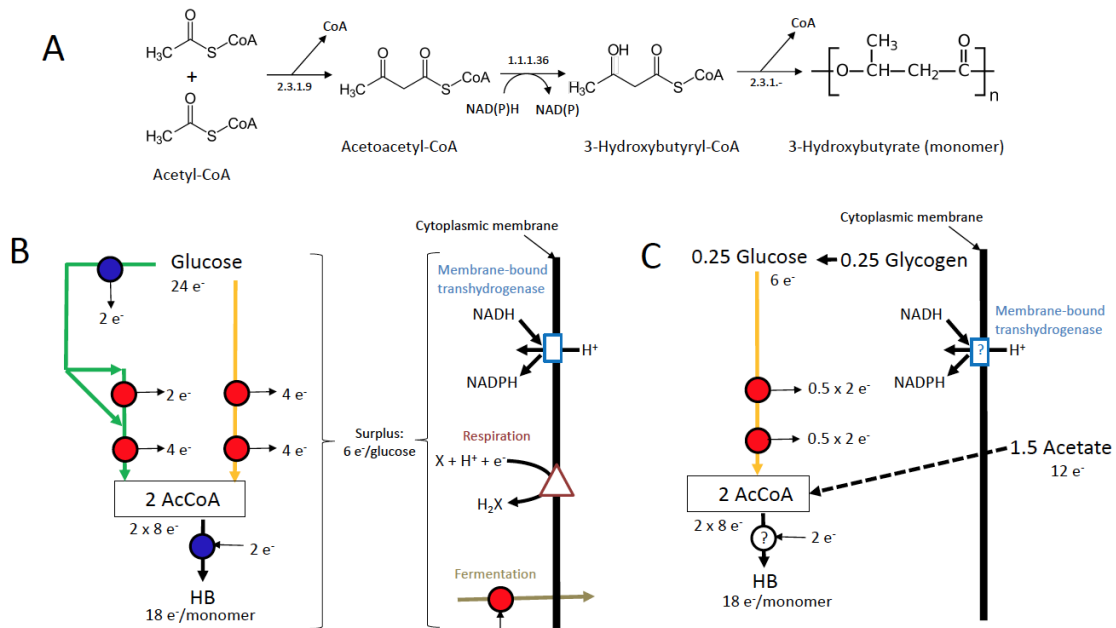 A
O
H₃C
S
CoA
+
O
H₃C
S
CoA
Acetyl-CoA
CoA
2.3.1.9
O
O
H₃C
S
CoA
Acetoacetyl-CoA
1.1.1.36
NAD(P)H
NAD(P)
OH
O
H₃C
S
CoA
3-Hydroxybutyryl-CoA
CoA
2.3.1.-
CH₃
O
O—CH—CH₂—C
n
3-Hydroxybutyrate (monomer)
B
Glucose
24 e⁻
2 e⁻
2 e⁻
4 e⁻
4 e⁻
4 e⁻
2 AcCoA
2 x 8 e⁻
2 e⁻
HB
18 e⁻/monomer
Surplus:
6 e⁻/glucose
Cytoplasmic membrane
Membrane-bound
transhydrogenase
NADH
H⁺
NADPH
Respiration
X + H⁺ + e⁻
H₂X
Fermentation
C
Cytoplasmic membrane
0.25 Glucose
0.25 Glycogen
6 e⁻
Membrane-bound
transhydrogenase
NADH
?
H⁺
NADPH
0.5 x 2 e⁻
0.5 x 2 e⁻
1.5 Acetate
12 e⁻
2 AcCoA
2 x 8 e⁻
?
2 e⁻
HB
18 e⁻/monomer